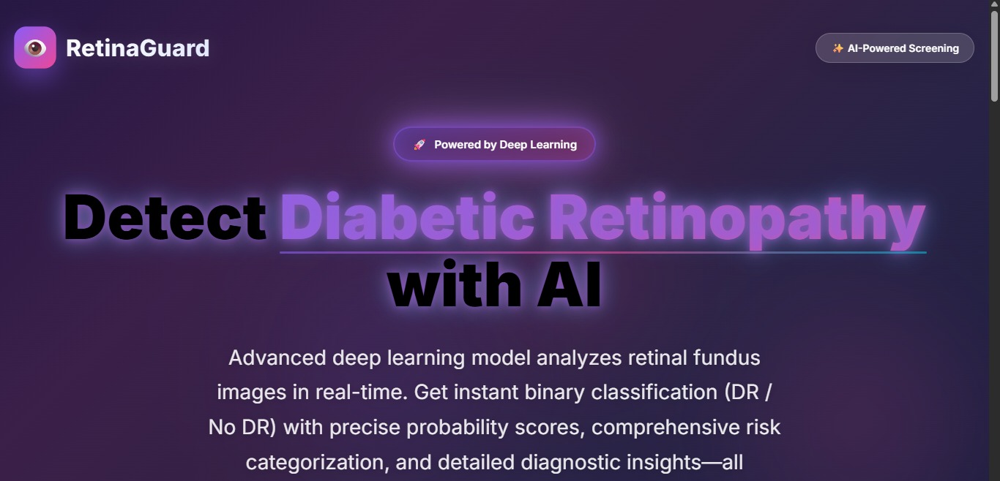 RetinaGuard
AI-Powered Screening
Powered by Deep Learning
Detect Diabetic Retinopathy
with AI
Advanced deep learning model analyzes retinal fundus
images in real-time. Get instant binary classification (DR /
No DR) with precise probability scores, comprehensive risk
categorization, and detailed diagnostic insights—all